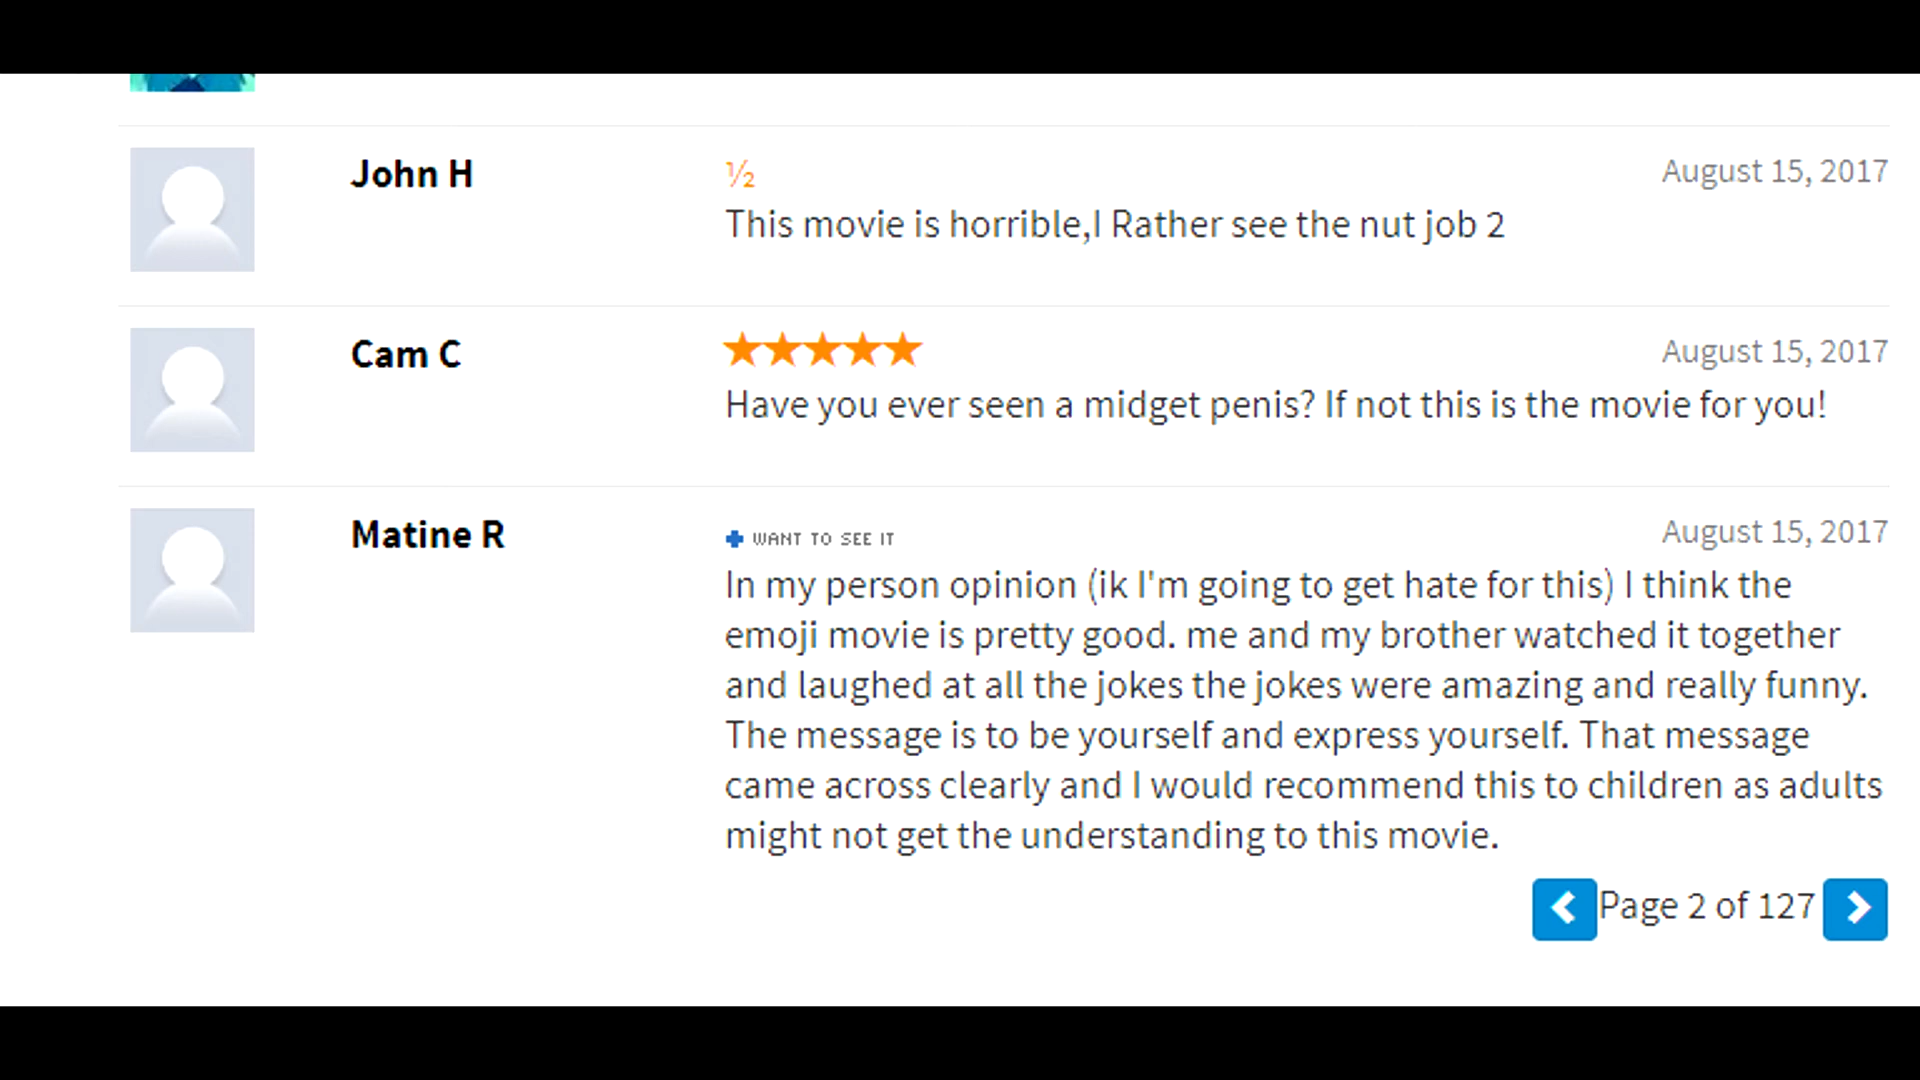 John H
½
August 15, 2017
This movie is horrible,I Rather see the nut job 2
Cam C
★★★★★
August 15, 2017
Have you ever seen a midget penis? If not this is the movie for you!
Matine R
WANT TO SEE IT
August 15, 2017
In my person opinion (ik I'm going to get hate for this) I think the
emoji movie is pretty good. me and my brother watched it together
and laughed at all the jokes the jokes were amazing and really funny.
The message is to be yourself and express yourself. That message
came across clearly and I would recommend this to children as adults
might not get the understanding to this movie.
Page 2 of 127